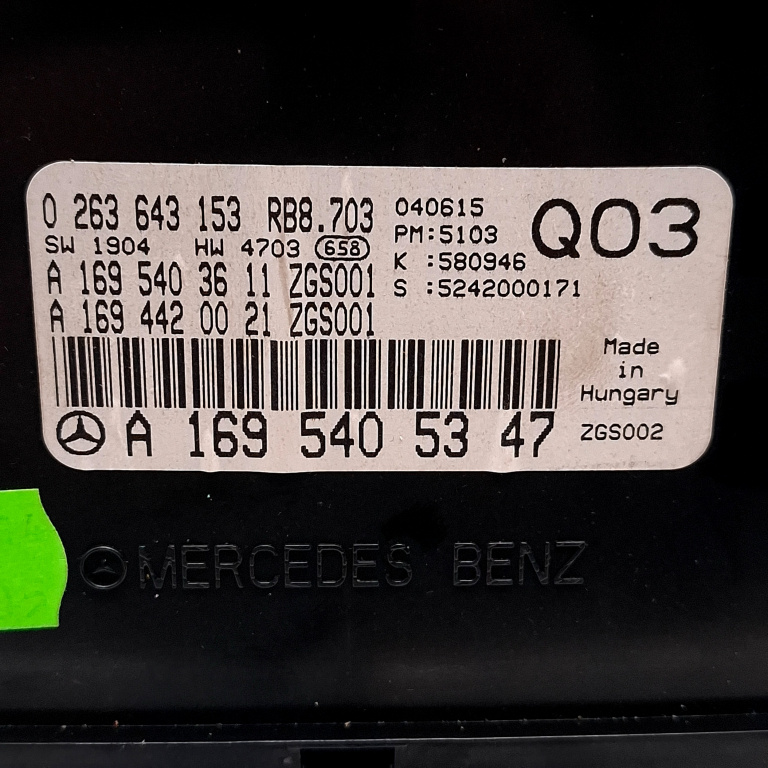 0 263 643 153 RB8.703 040615 Q03
SW 1904 HW 4703 658 PM:5103
K :580946
A 169 540 36 11 ZGS001 S :5242000171
A 169 442 00 21 ZGS001
Made
in
Hungary
A 169 540 53 47 ZGS002
MERCEDES BENZ